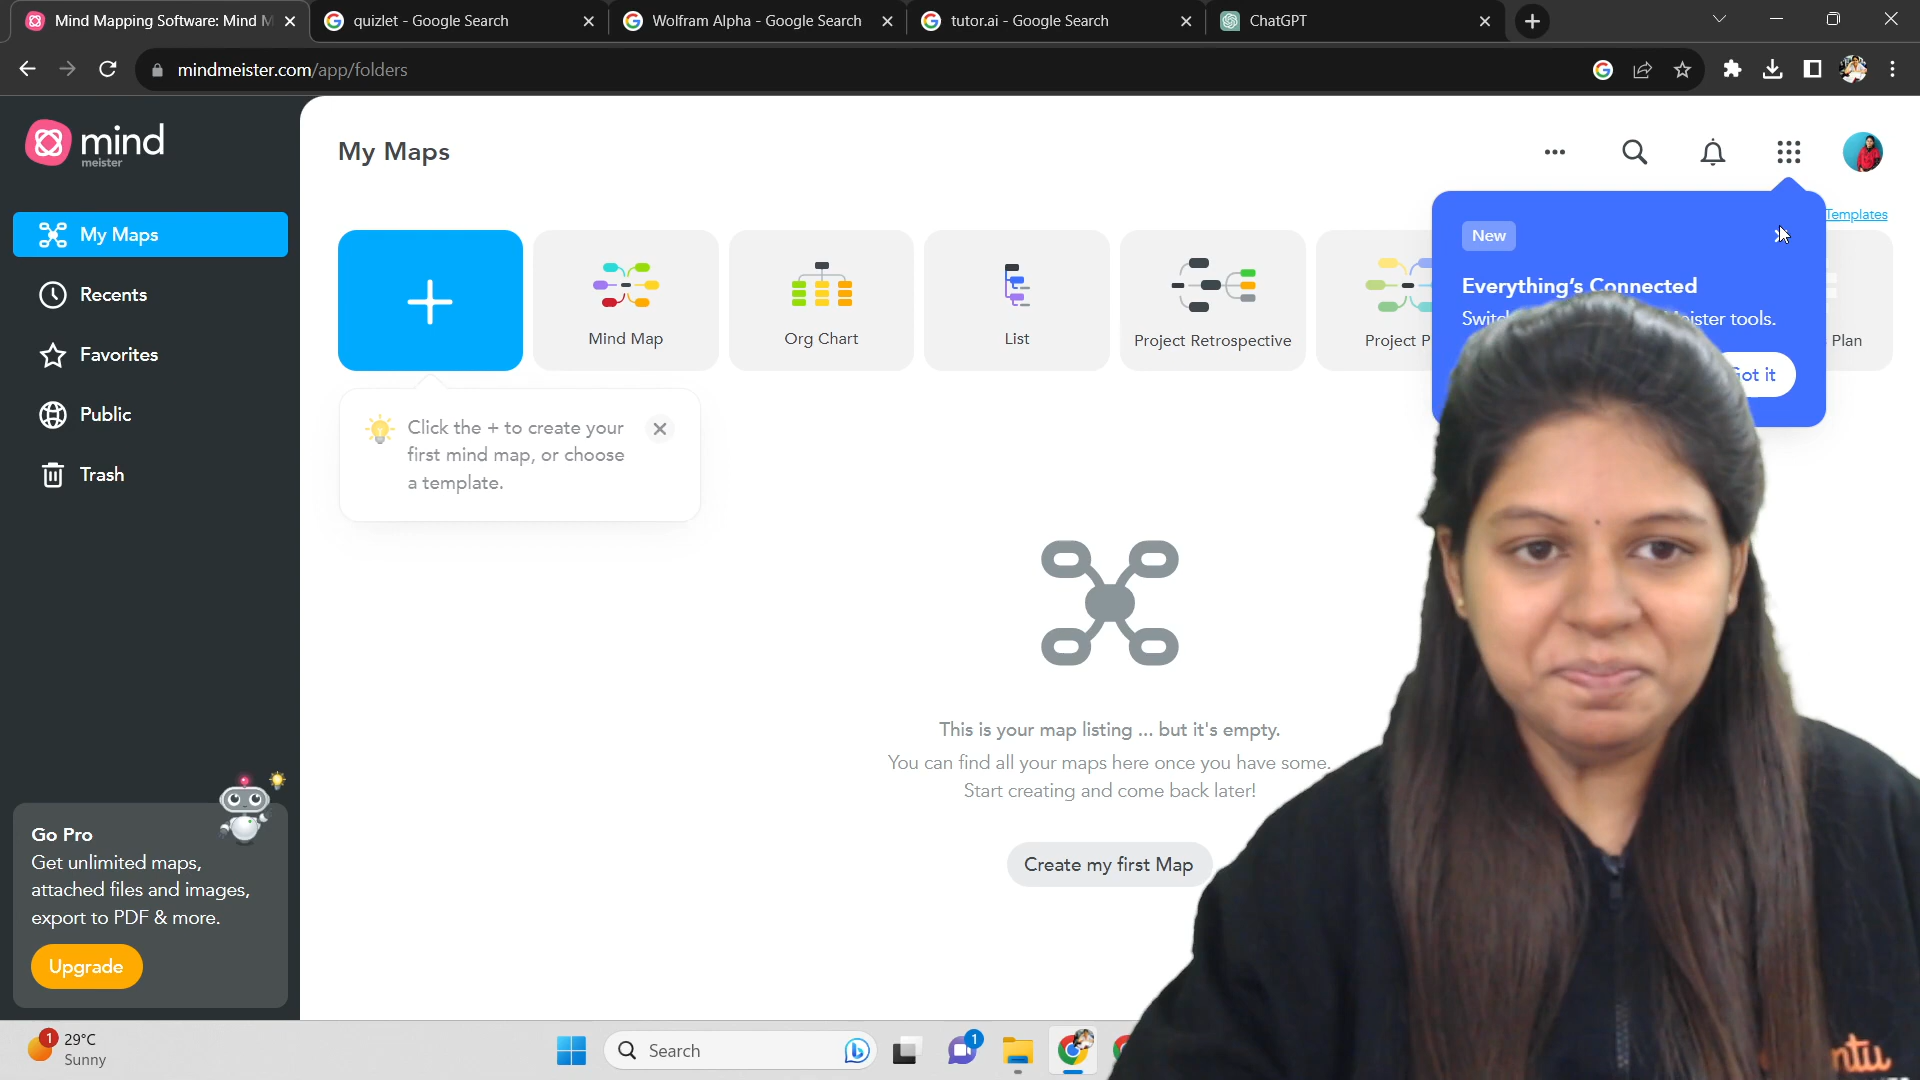 Mind Mapping Software: Mind M
quizlet - Google Search
Wolfram Alpha - Google Search
tutor.ai - Google Search
ChatGPT
mindmeister.com/app/folders
mind
meister
My Maps
Templates
My Maps
Recents
Favorites
Public
Trash
Mind Map
Org Chart
List
Project Retrospective
Project P
Plan
New
Everything's Connected
ister tools.
Got it
Click the + to create your
first mind map, or choose
a template.
This is your map listing ... but it's empty.
You can find all your maps here once you have some.
Start creating and come back later!
Create my first Map
Go Pro
Get unlimited maps,
attached files and images,
export to PDF & more.
Upgrade
1
29°C
Sunny
Search
1
ntu